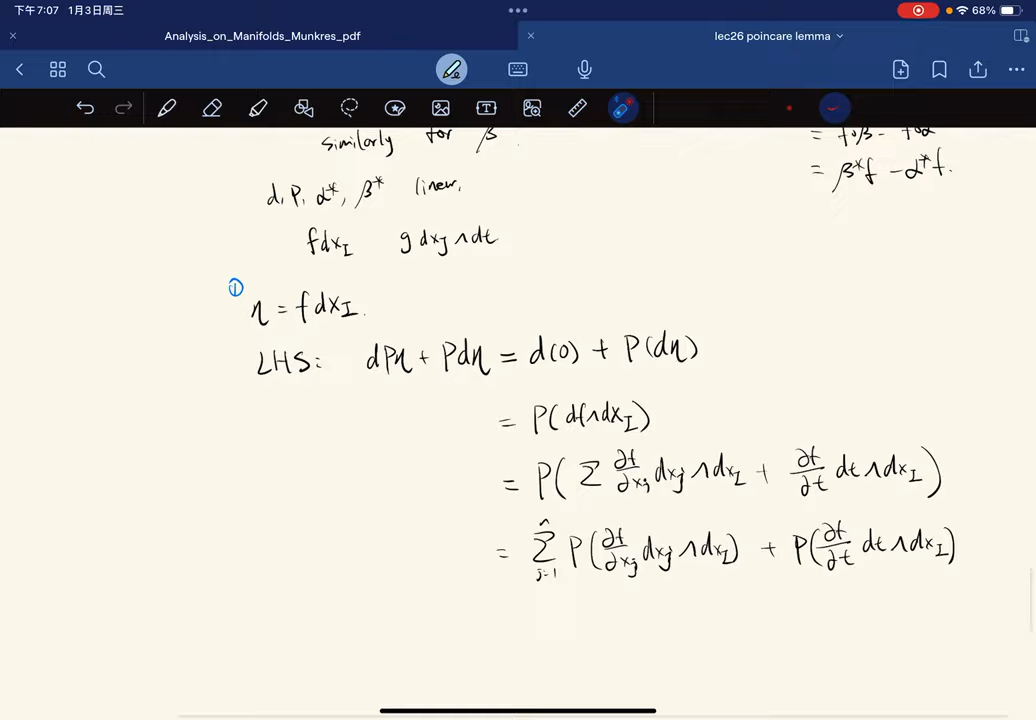 下午7:07 1月3日周三
68%
Analysis_on_Manifolds_Munkres_pdf
lec26 poincare lemma
similarly for β.
= f∘β - f∘α
= β*f - α*f.
d, P, α*, β* linear,
f dx_I g dx_J ∧ dt
①
η = f dx_I.
LHS: dPη + Pdη = d(0) + P(dη)
= P(df∧dx_I)
= P( Σ ∂f/∂x_j dx_j ∧ dx_I + ∂f/∂t dt ∧ dx_I )
= Σ_{j=1}^{n} P(∂f/∂x_j dx_j ∧ dx_I) + P(∂f/∂t dt ∧ dx_I)